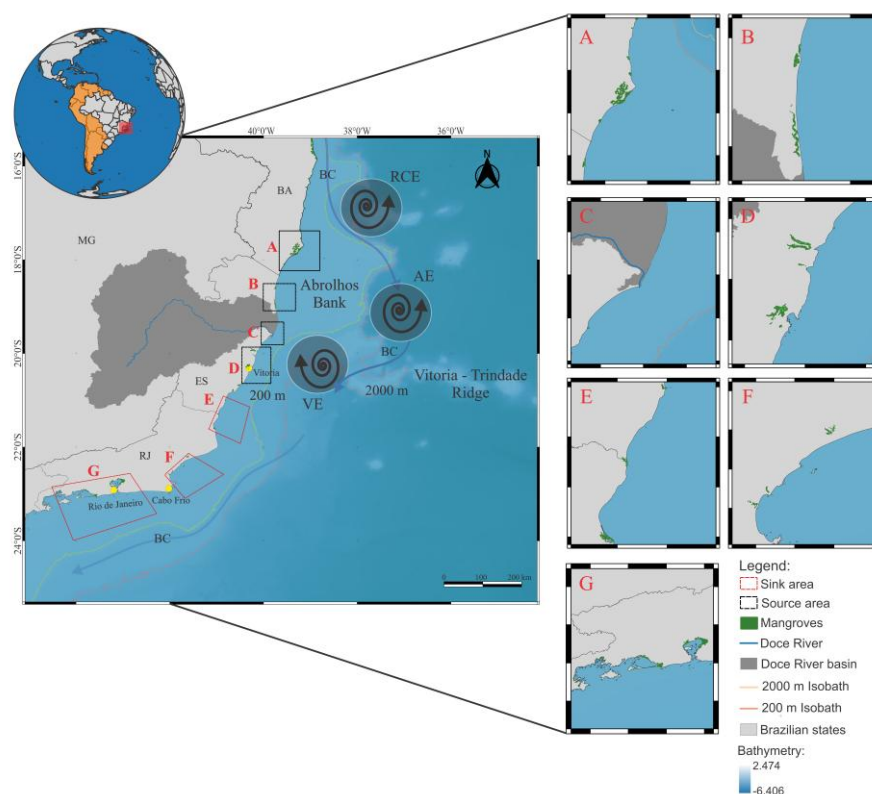 40°0'W
38°0'W
36°0'W
16°0'S
18°0'S
20°0'S
22°0'S
24°0'S
N
BC
RCE
BA
MG
A
B
Abrolhos
Bank
AE
C
BC
D
Vitoria
ES
200 m
2000 m
Vitoria - Trindade
Ridge
VE
E
RJ
F
G
Rio de Janeiro
Cabo Frio
BC
0 100 200 km
A
B
C
D
E
F
G
Legend:
Sink area
Source area
Mangroves
Doce River
Doce River basin
2000 m Isobath
200 m Isobath
Brazilian states
Bathymetry:
2.474
-6.406